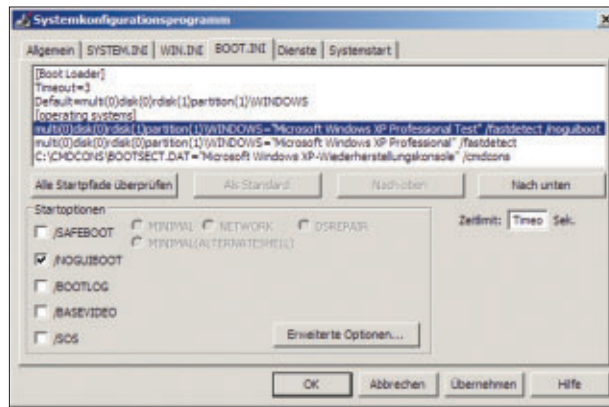 Systemkonfigurationsprogramm
Allgemein SYSTEM.INI WIN.INI BOOT.INI Dienste Systemstart
[Boot Loader]
Timeout=3
Default=multi(0)disk(0)rdisk(1)partition(1)\WINDOWS
[operating systems]
multi(0)disk(0)rdisk(1)partition(1)\WINDOWS="Microsoft Windows XP Professional Test" /fastdetect /noguiboot
multi(0)disk(0)rdisk(1)partition(1)\WINDOWS="Microsoft Windows XP Professional" /fastdetect
C:\CMDCONS\BOOTSECT.DAT="Microsoft Windows XP-Wiederherstellungskonsole" /cmdcons
Alle Startpfade überprüfen Als Standard Nach oben Nach unten
Startoptionen
Zeitlimit: Timeo Sek.
/SAFEBOOT MINIMAL NETWORK DSREPAIR
MINIMAL(ALTERNATESHELL)
/NOGUIBOOT
/BOOTLOG
/BASEVIDEO
/SOS
Erweiterte Optionen...
OK Abbrechen Übernehmen Hilfe